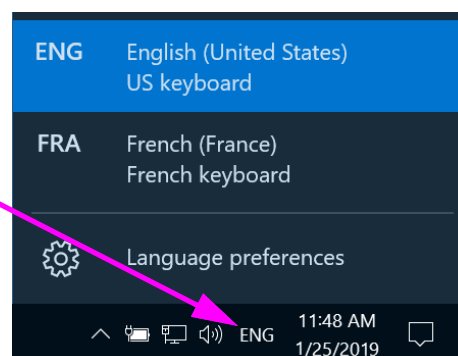 ENG English (United States)
US keyboard
FRA French (France)
French keyboard
Language preferences
ENG 11:48 AM
1/25/2019